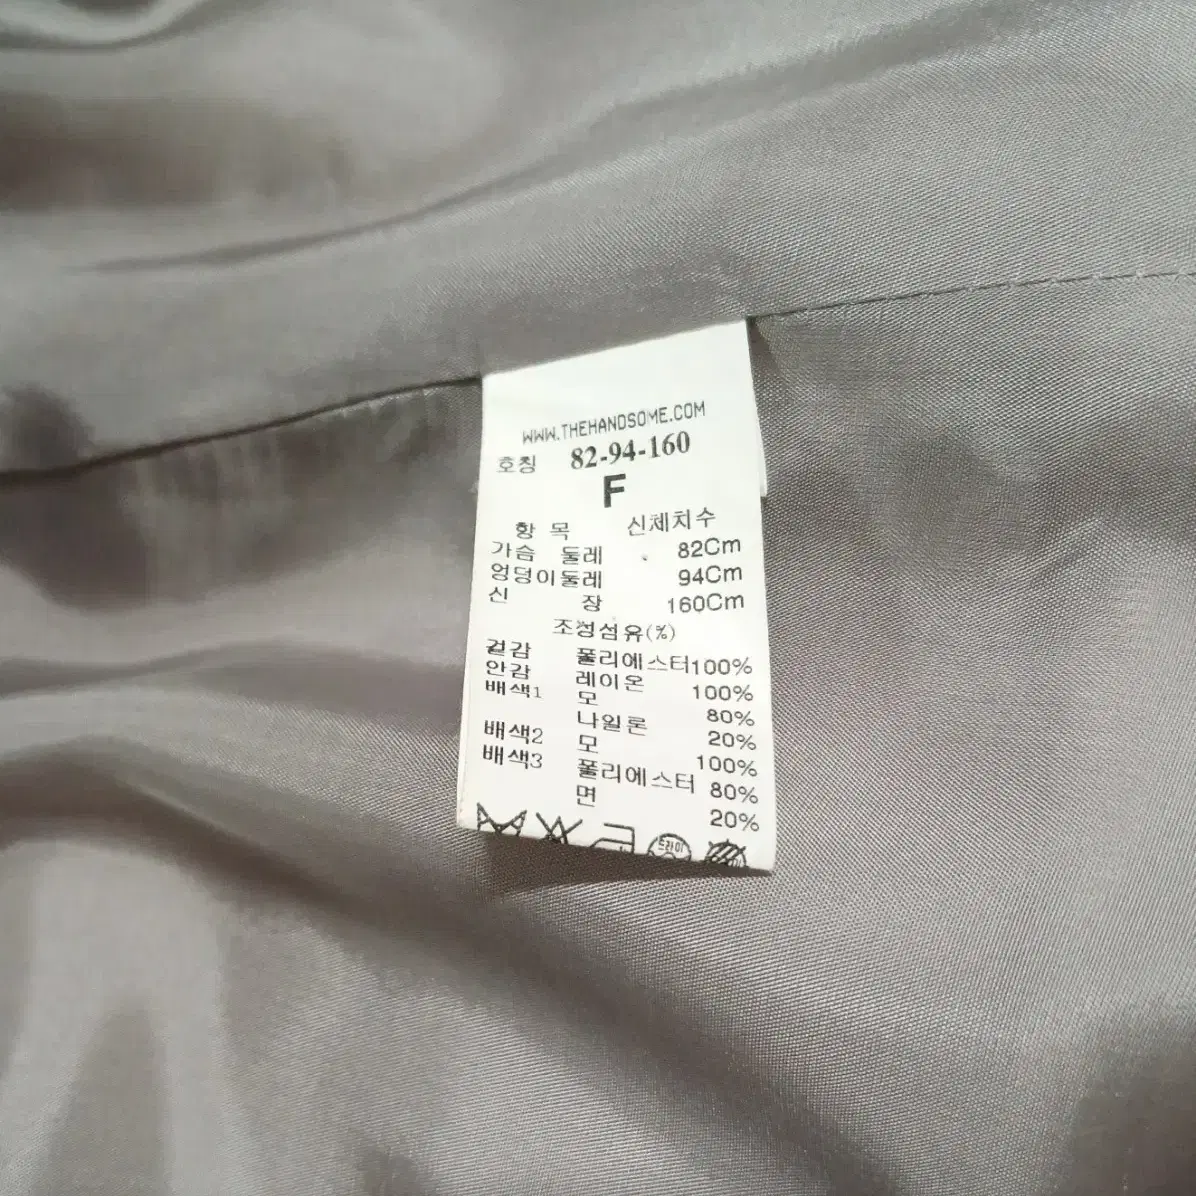 WWW.THEHANDSOME.COM
호칭 82-94-160
F
항 목 신체치수
가슴 둘레 82Cm
엉덩이둘레 94Cm
신 장 160Cm
조성섬유(%)
겉감 폴리에스터100%
안감 레이온 100%
배색1 모 80%
나일론 20%
배색2 모 100%
배색3 폴리에스터 80%
면 20%
드라이